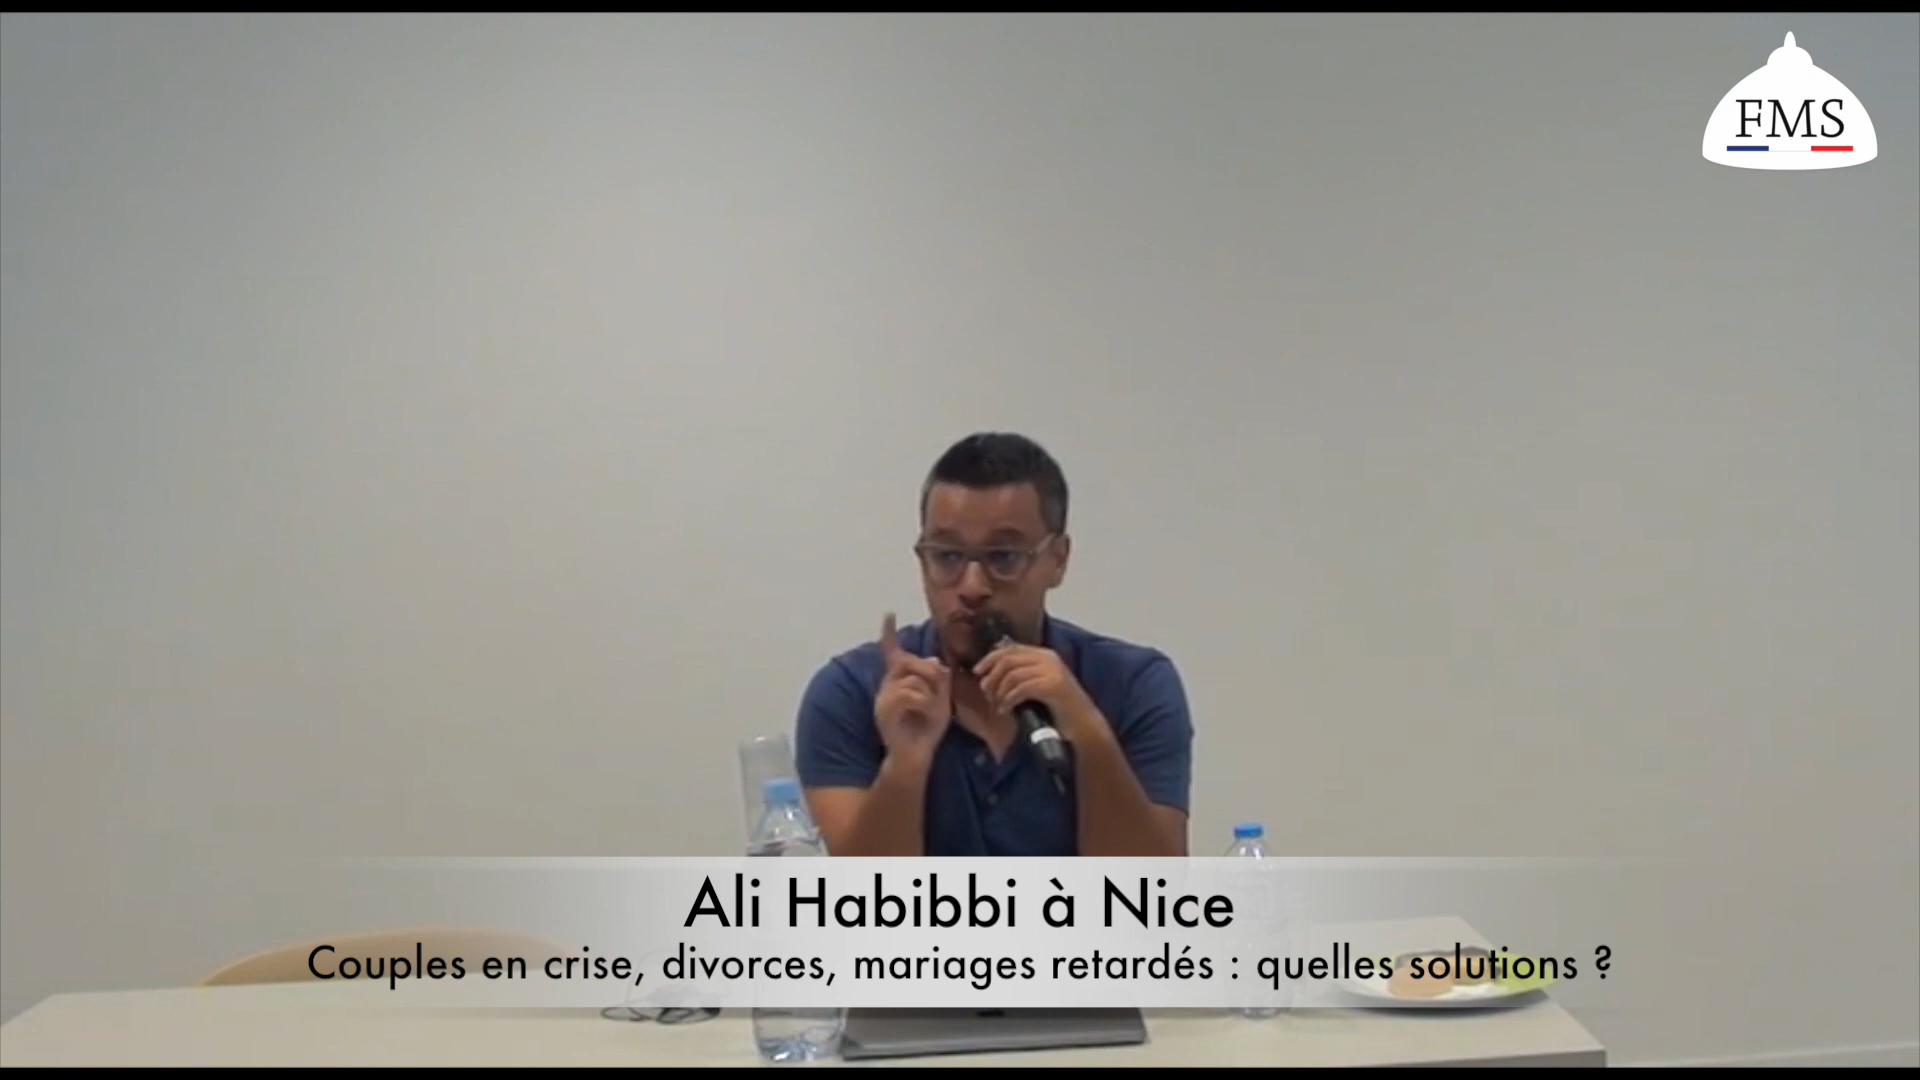 FMS
Ali Habibbi à Nice
Couples en crise, divorces, mariages retardés : quelles solutions ?